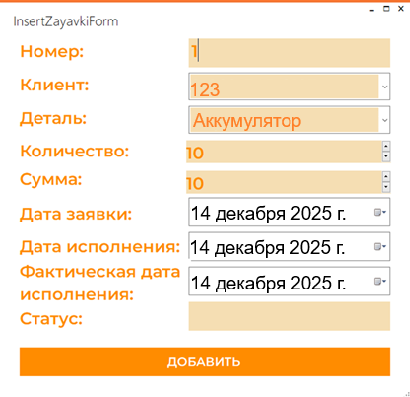 InsertZayavkiForm
Номер: 1
Клиент: 123
Деталь: Аккумулятор
Количество: 10
Сумма: 10
Дата заявки: 14 декабря 2025 г.
Дата исполнения: 14 декабря 2025 г.
Фактическая дата
исполнения: 14 декабря 2025 г.
Статус:
ДОБАВИТЬ